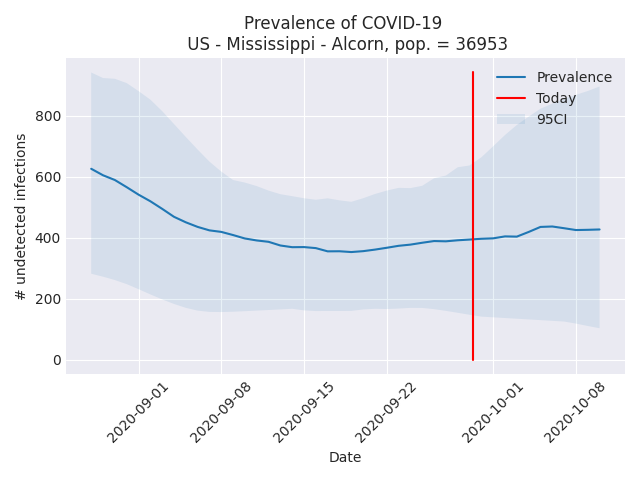 Prevalence of COVID-19
US - Mississippi - Alcorn, pop. = 36953
Prevalence
Today
95CI
# undetected infections
800
600
400
200
0
2020-09-01
2020-09-08
2020-09-15
2020-09-22
2020-10-01
2020-10-08
Date